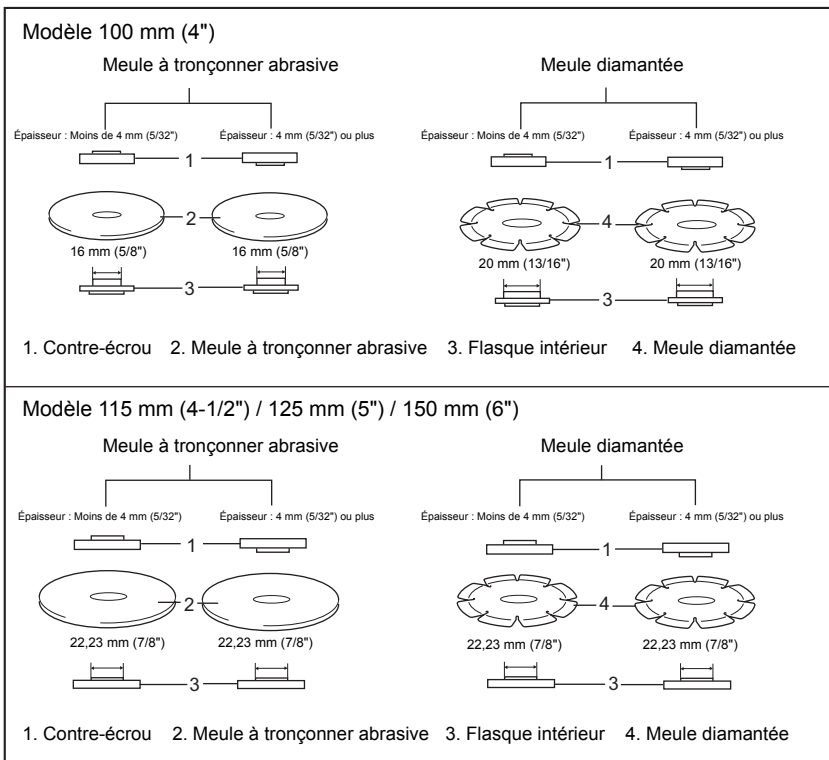 Modèle 100 mm (4")
Meule à tronçonner abrasive Meule diamantée
Épaisseur : Moins de 4 mm (5/32") Épaisseur : 4 mm (5/32") ou plus Épaisseur : Moins de 4 mm (5/32") Épaisseur : 4 mm (5/32") ou plus
1 1
2 4
16 mm (5/8") 16 mm (5/8") 20 mm (13/16") 20 mm (13/16")
3 3
1. Contre-écrou 2. Meule à tronçonner abrasive 3. Flasque intérieur 4. Meule diamantée
Modèle 115 mm (4-1/2") / 125 mm (5") / 150 mm (6")
Meule à tronçonner abrasive Meule diamantée
Épaisseur : Moins de 4 mm (5/32") Épaisseur : 4 mm (5/32") ou plus Épaisseur : Moins de 4 mm (5/32") Épaisseur : 4 mm (5/32") ou plus
1 1
2 4
22,23 mm (7/8") 22,23 mm (7/8") 22,23 mm (7/8") 22,23 mm (7/8")
3 3
1. Contre-écrou 2. Meule à tronçonner abrasive 3. Flasque intérieur 4. Meule diamantée